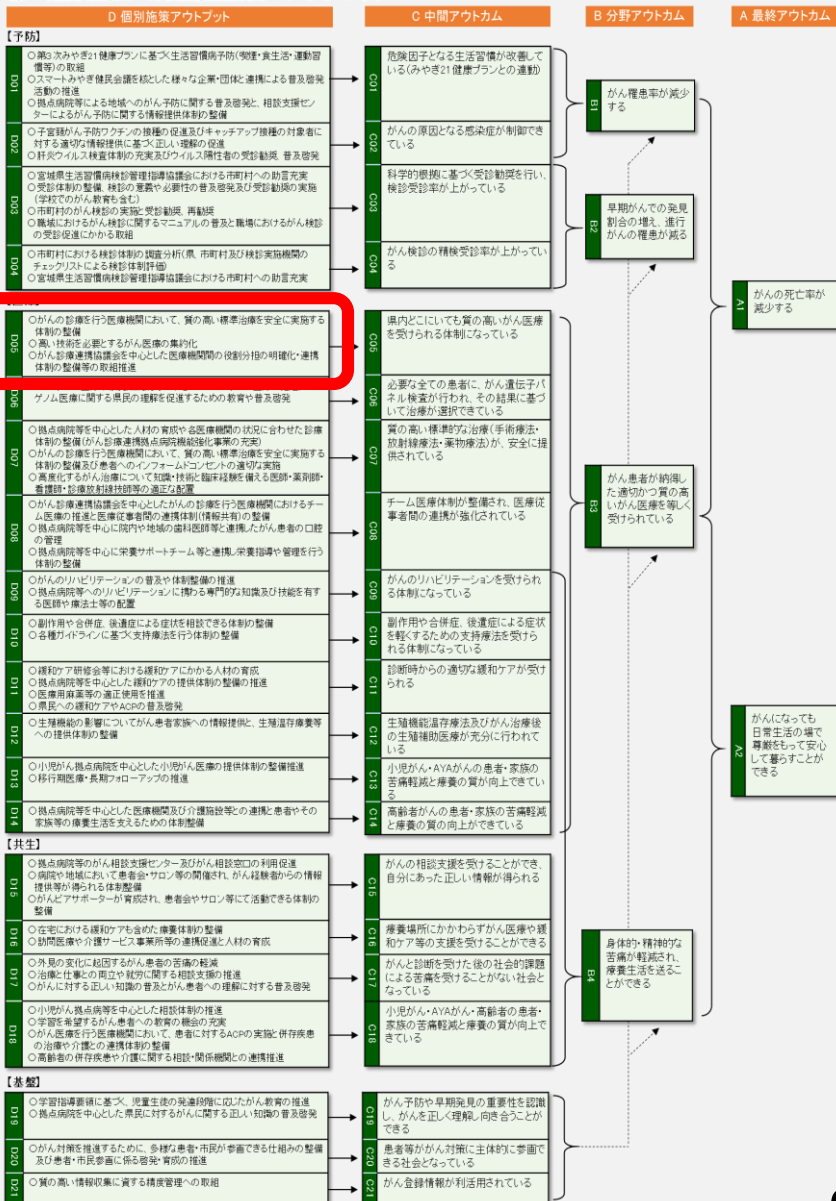 D 個別施策アウトプット
C 中間アウトカム
B 分野アウトカム
A 最終アウトカム
【予防】
D01
○第3次みやぎ21健康プランに基づく生活習慣病予防(喫煙・食生活・運動習
慣等)の取組
○スマートみやぎ健民会議を核とした様々な企業・団体と連携による普及啓発
活動の推進
○拠点病院等による地域へのがん予防に関する普及啓発と、相談支援セン
ターによるがん予防に関する情報提供体制の整備
C01
危険因子となる生活習慣が改善して
いる(みやぎ21健康プランとの連動)
D02
○子宮頸がん予防ワクチンの接種の促進及びキャッチアップ接種の対象者に
対する適切な情報提供に基づく正しい理解の促進
○肝炎ウイルス検査体制の充実及びウイルス陽性者の受診勧奨、普及啓発
C02
がんの原因となる感染症が制御でき
ている
D03
○宮城県生活習慣病検診管理指導協議会における市町村への助言充実
○受診体制の整備、検診の意義や必要性の普及啓発及び受診勧奨の実施
(学校でのがん教育も含む)
○市町村のがん検診の実施と受診勧奨、再勧奨
○職域におけるがん検診に関するマニュアルの普及と職場におけるがん検診
の受診促進にかかる取組
C03
科学的根拠に基づく受診勧奨を行い、
検診受診率が上がっている
D04
○市町村における検診体制の調査分析(県、市町村及び検診実施機関の
チェックリストによる検診体制評価)
○宮城県生活習慣病検診管理指導協議会における市町村への助言充実
C04
がん検診の精検受診率が上がってい
る
B1
がん罹患率が減少
する
B2
早期がんでの発見
割合の増え、進行
がんの罹患が減る
A1
がんの死亡率が
減少する
D05
○がんの診療を行う医療機関において、質の高い標準治療を安全に実施する
体制の整備
○高い技術を必要とするがん医療の集約化
○がん診療連携協議会を中心とした医療機関間の役割分担の明確化・連携
体制の整備等の取組推進
C05
県内どこにいても質の高いがん医療
を受けられる体制になっている
D06
ゲノム医療に関する県民の理解を促進するための教育や普及啓発
C06
必要な全ての患者に、がん遺伝子パ
ネル検査が行われ、その結果に基づ
いて治療が選択できている
D07
○拠点病院等を中心とした人材の育成や各医療機関の状況に合わせた診療
体制の整備(がん診療連携拠点病院機能強化事業の充実)
○がんの診療を行う医療機関において、質の高い標準治療を安全に実施する
体制の整備及び患者へのインフォームドコンセントの適切な実施
○高度化するがん治療について知識・技術と臨床経験を備える医師・薬剤師・
看護師・診療放射線技師等の適正な配置
C07
質の高い標準的な治療(手術療法・
放射線療法・薬物療法)が、安全に提
供されている
D08
○がん診療連携協議会を中心としたがんの診療を行う医療機関におけるチー
ム医療の推進と医療従事者間の連携体制(情報共有)の整備
○拠点病院等を中心に院内や地域の歯科医師等と連携したがん患者の口腔
の管理
○拠点病院等を中心に栄養サポートチーム等と連携し栄養指導や管理を行う
体制の整備
C08
チーム医療体制が整備され、医療従
事者間の連携が強化されている
D09
○がんのリハビリテーションの普及や体制整備の推進
○拠点病院等へのリハビリテーションに携わる専門的な知識及び技能を有す
る医師や療法士等の配置
C09
がんのリハビリテーションを受けられ
る体制になっている
D10
○副作用や合併症、後遺症による症状を相談できる体制の整備
○各種ガイドラインに基づく支持療法を行う体制の整備
C10
副作用や合併症、後遺症による症状
を軽くするための支持療法を受けら
れる体制になっている
D11
○緩和ケア研修会等における緩和ケアにかかる人材の育成
○拠点病院等を中心とした緩和ケアの提供体制の整備の推進
○医療用麻薬等の適正使用を推進
○県民への緩和ケアやACPの普及啓発
C11
診断時からの適切な緩和ケアが受け
られる
D12
○生殖機能の影響についてがん患者家族への情報提供と、生殖温存療養等
への提供体制の整備
C12
生殖機能温存療法及びがん治療後
の生殖補助医療が充分に行われて
いる
D13
○小児がん拠点病院を中心とした小児がん医療の提供体制の整備推進
○移行期医療・長期フォローアップの推進
C13
小児がん・AYAがんの患者・家族の
苦痛軽減と療養の質が向上できてい
る
D14
○拠点病院等を中心とした医療機関及び介護施設等との連携と患者やその
家族等の療養生活を支えるための体制整備
C14
高齢者がんの患者・家族の苦痛軽減
と療養の質の向上ができている
B3
がん患者が納得し
た適切かつ質の高
いがん医療を等しく
受けられている
A2
がんになっても
日常生活の場で
尊厳をもって安心
して暮らすことが
できる
【共生】
D15
○拠点病院等のがん相談支援センター及びがん相談窓口の利用促進
○病院や地域において患者会・サロン等の開催され、がん経験者からの情報
提供等が得られる体制整備
○がんピアサポーターが育成され、患者会やサロン等にて活動できる体制の
整備
C15
がんの相談支援を受けることができ、
自分にあった正しい情報が得られる
D16
○在宅における緩和ケアも含めた療養体制の整備
○訪問医療や介護サービス事業所等の連携促進と人材の育成
C16
療養場所にかかわらずがん医療や緩
和ケア等の支援を受けることができる
D17
○外見の変化に起因するがん患者の苦痛の軽減
○治療と仕事との両立や就労に関する相談支援の推進
○がんに対する正しい知識の普及とがん患者への理解に対する普及啓発
C17
がんと診断を受けた後の社会的課題
による苦痛を受けることがない社会と
なっている
D18
○小児がん拠点病等を中心とした相談体制の推進
○学習を希望するがん患者への教育の機会の充実
○がん医療を行う医療機関において、患者に対するACPの実施と併存疾患
の治療や介護との連携体制の整備
○高齢者の併存疾患や介護に関する相談・関係機関との連携推進
C18
小児がん・AYAがん・高齢者の患者・
家族の苦痛軽減と療養の質が向上で
きている
B4
身体的・精神的な
苦痛が軽減され、
療養生活を送るこ
とができる
【基盤】
D19
○学習指導要領に基づく、児童生徒の発達段階に応じたがん教育の推進
○拠点病院を中心とした県民に対するがんに関する正しい知識の普及啓発
C19
がん予防や早期発見の重要性を認識
し、がんを正しく理解し向き合うことが
できる
D20
○がん対策を推進するために、多様な患者・市民が参画できる仕組みの整備
及び患者・市民参画に係る啓発・育成の推進
C20
患者等ががん対策に主体的に参画で
きる社会となっている
D21
○質の高い情報収集に資する精度管理への取組
C21
がん登録情報が利活用されている